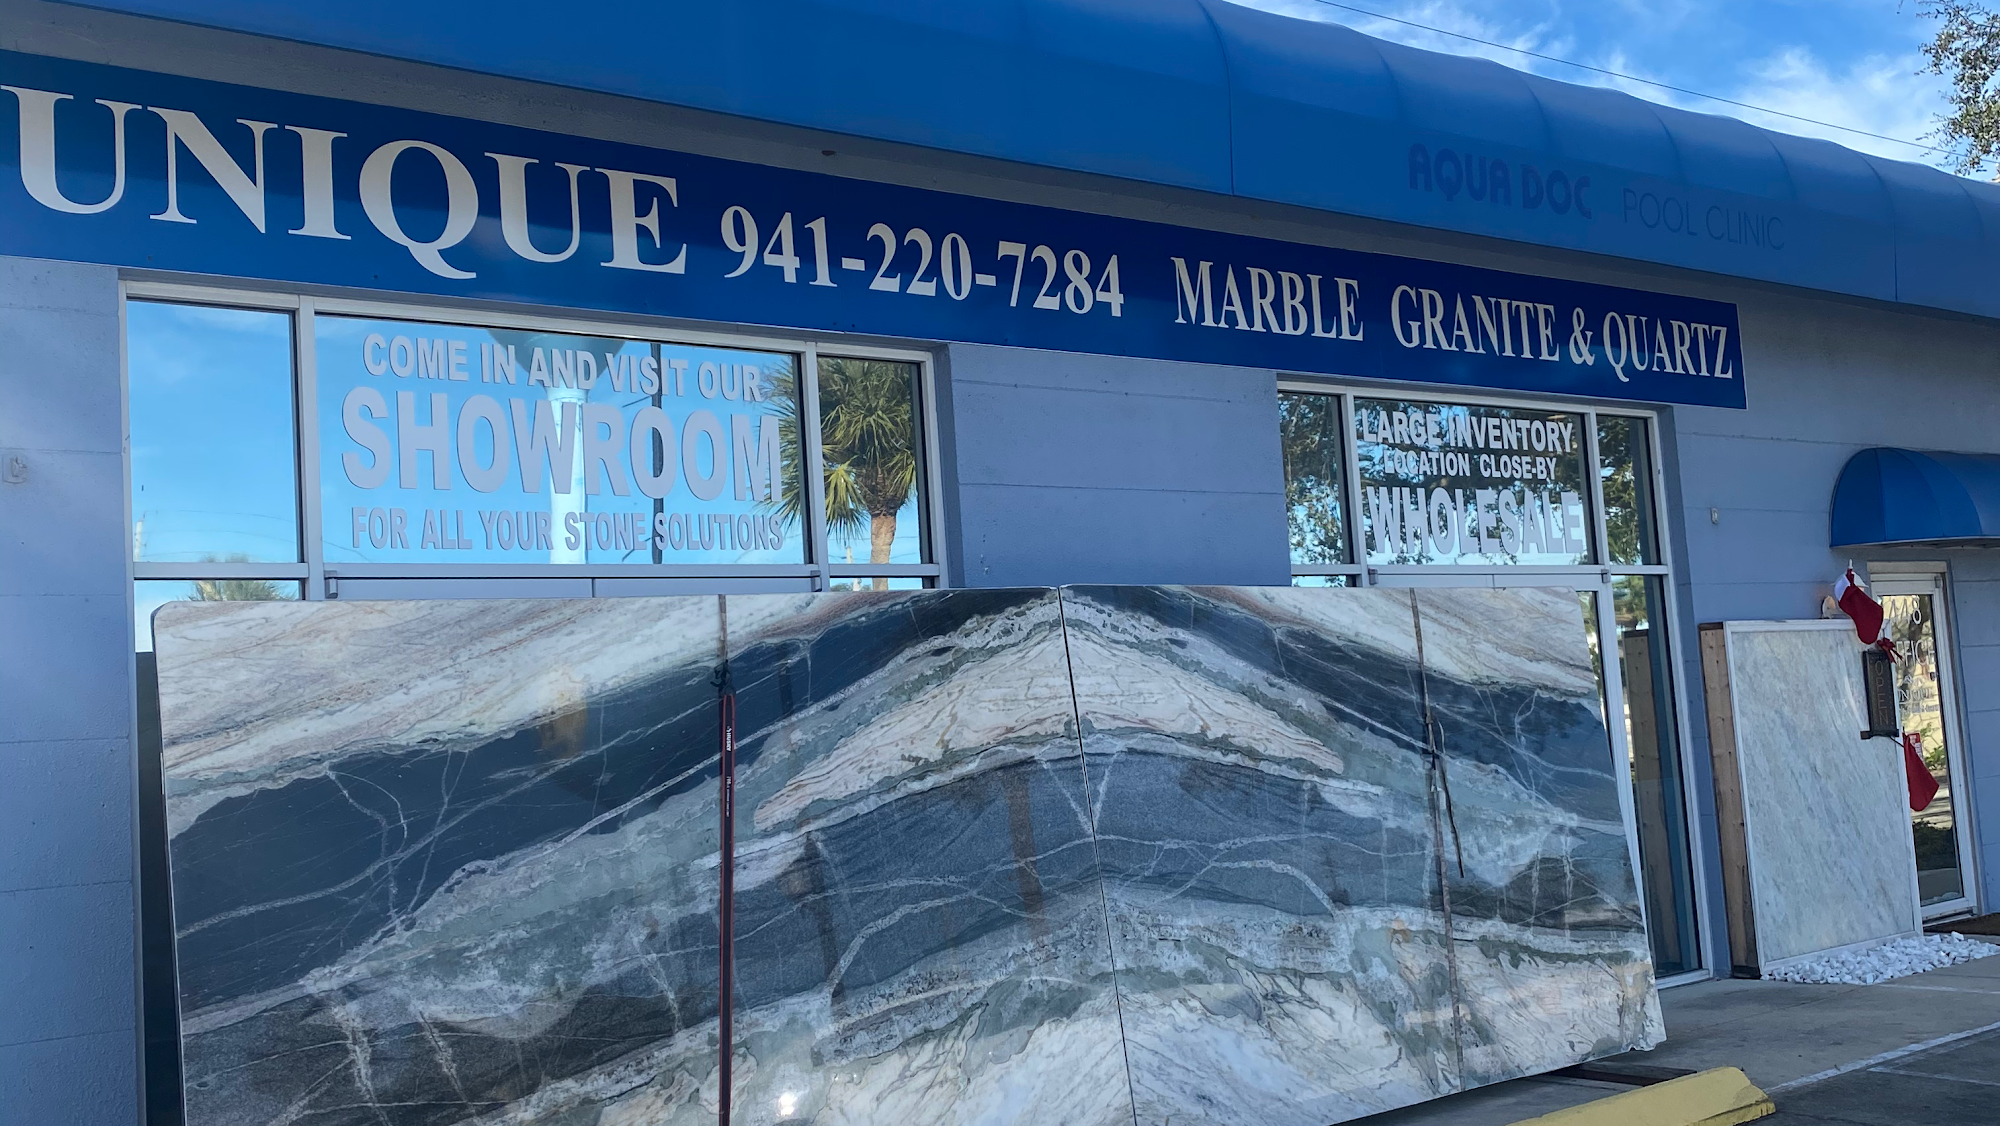 AQUA DOC POOL CLINIC
UNIQUE 941-220-7284 MARBLE GRANITE & QUARTZ
COME IN AND VISIT OUR
SHOWROOM
FOR ALL YOUR STONE SOLUTIONS
LARGE INVENTORY
LOCATION CLOSE-BY
WHOLESALE
OPEN